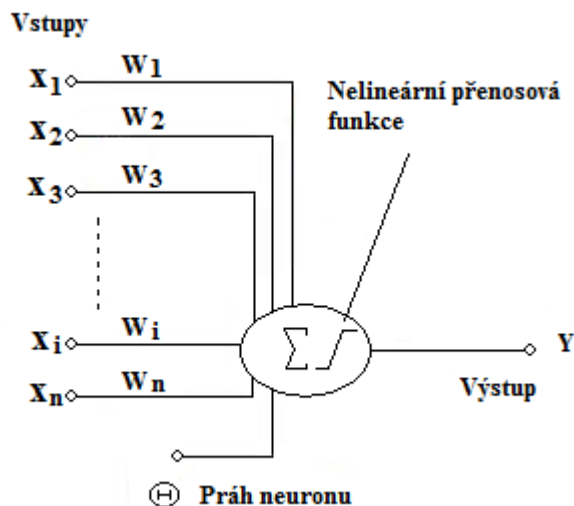 Vstupy
X1 W1
X2 W2
X3 W3
Nelineární přenosová
funkce
Xi Wi
Xn Wn
Σ
Y
Výstup
Θ Práh neuronu